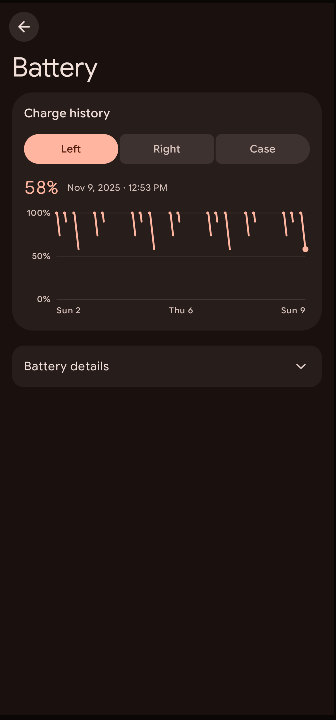 Battery
Charge history
Left Right Case
58% Nov 9, 2025 · 12:53 PM
100%
50%
0%
Sun 2 Thu 6 Sun 9
Battery details